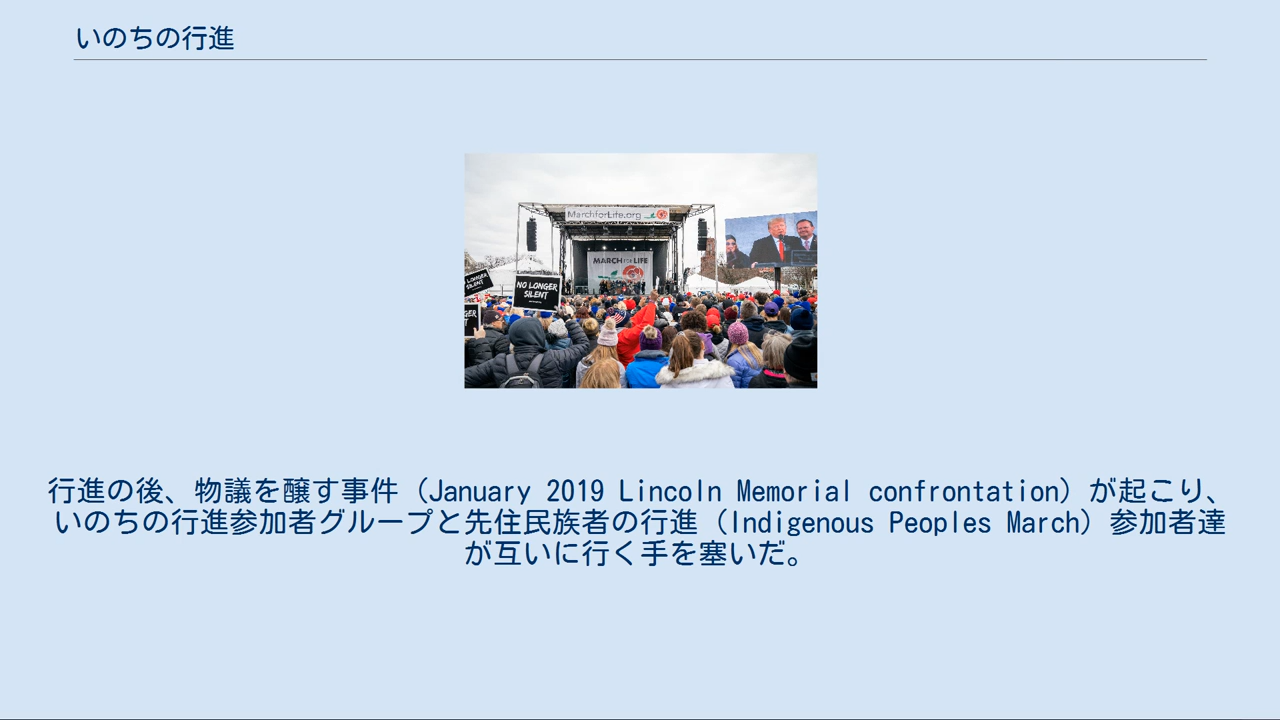 いのちの行進
MarchforLife.org
MARCH FOR LIFE
LONGER
SILENT
NO LONGER
SILENT
行進の後、物議を醸す事件（January 2019 Lincoln Memorial confrontation）が起こり、
いのちの行進参加者グループと先住民族者の行進（Indigenous Peoples March）参加者達
が互いに行く手を塞いだ。